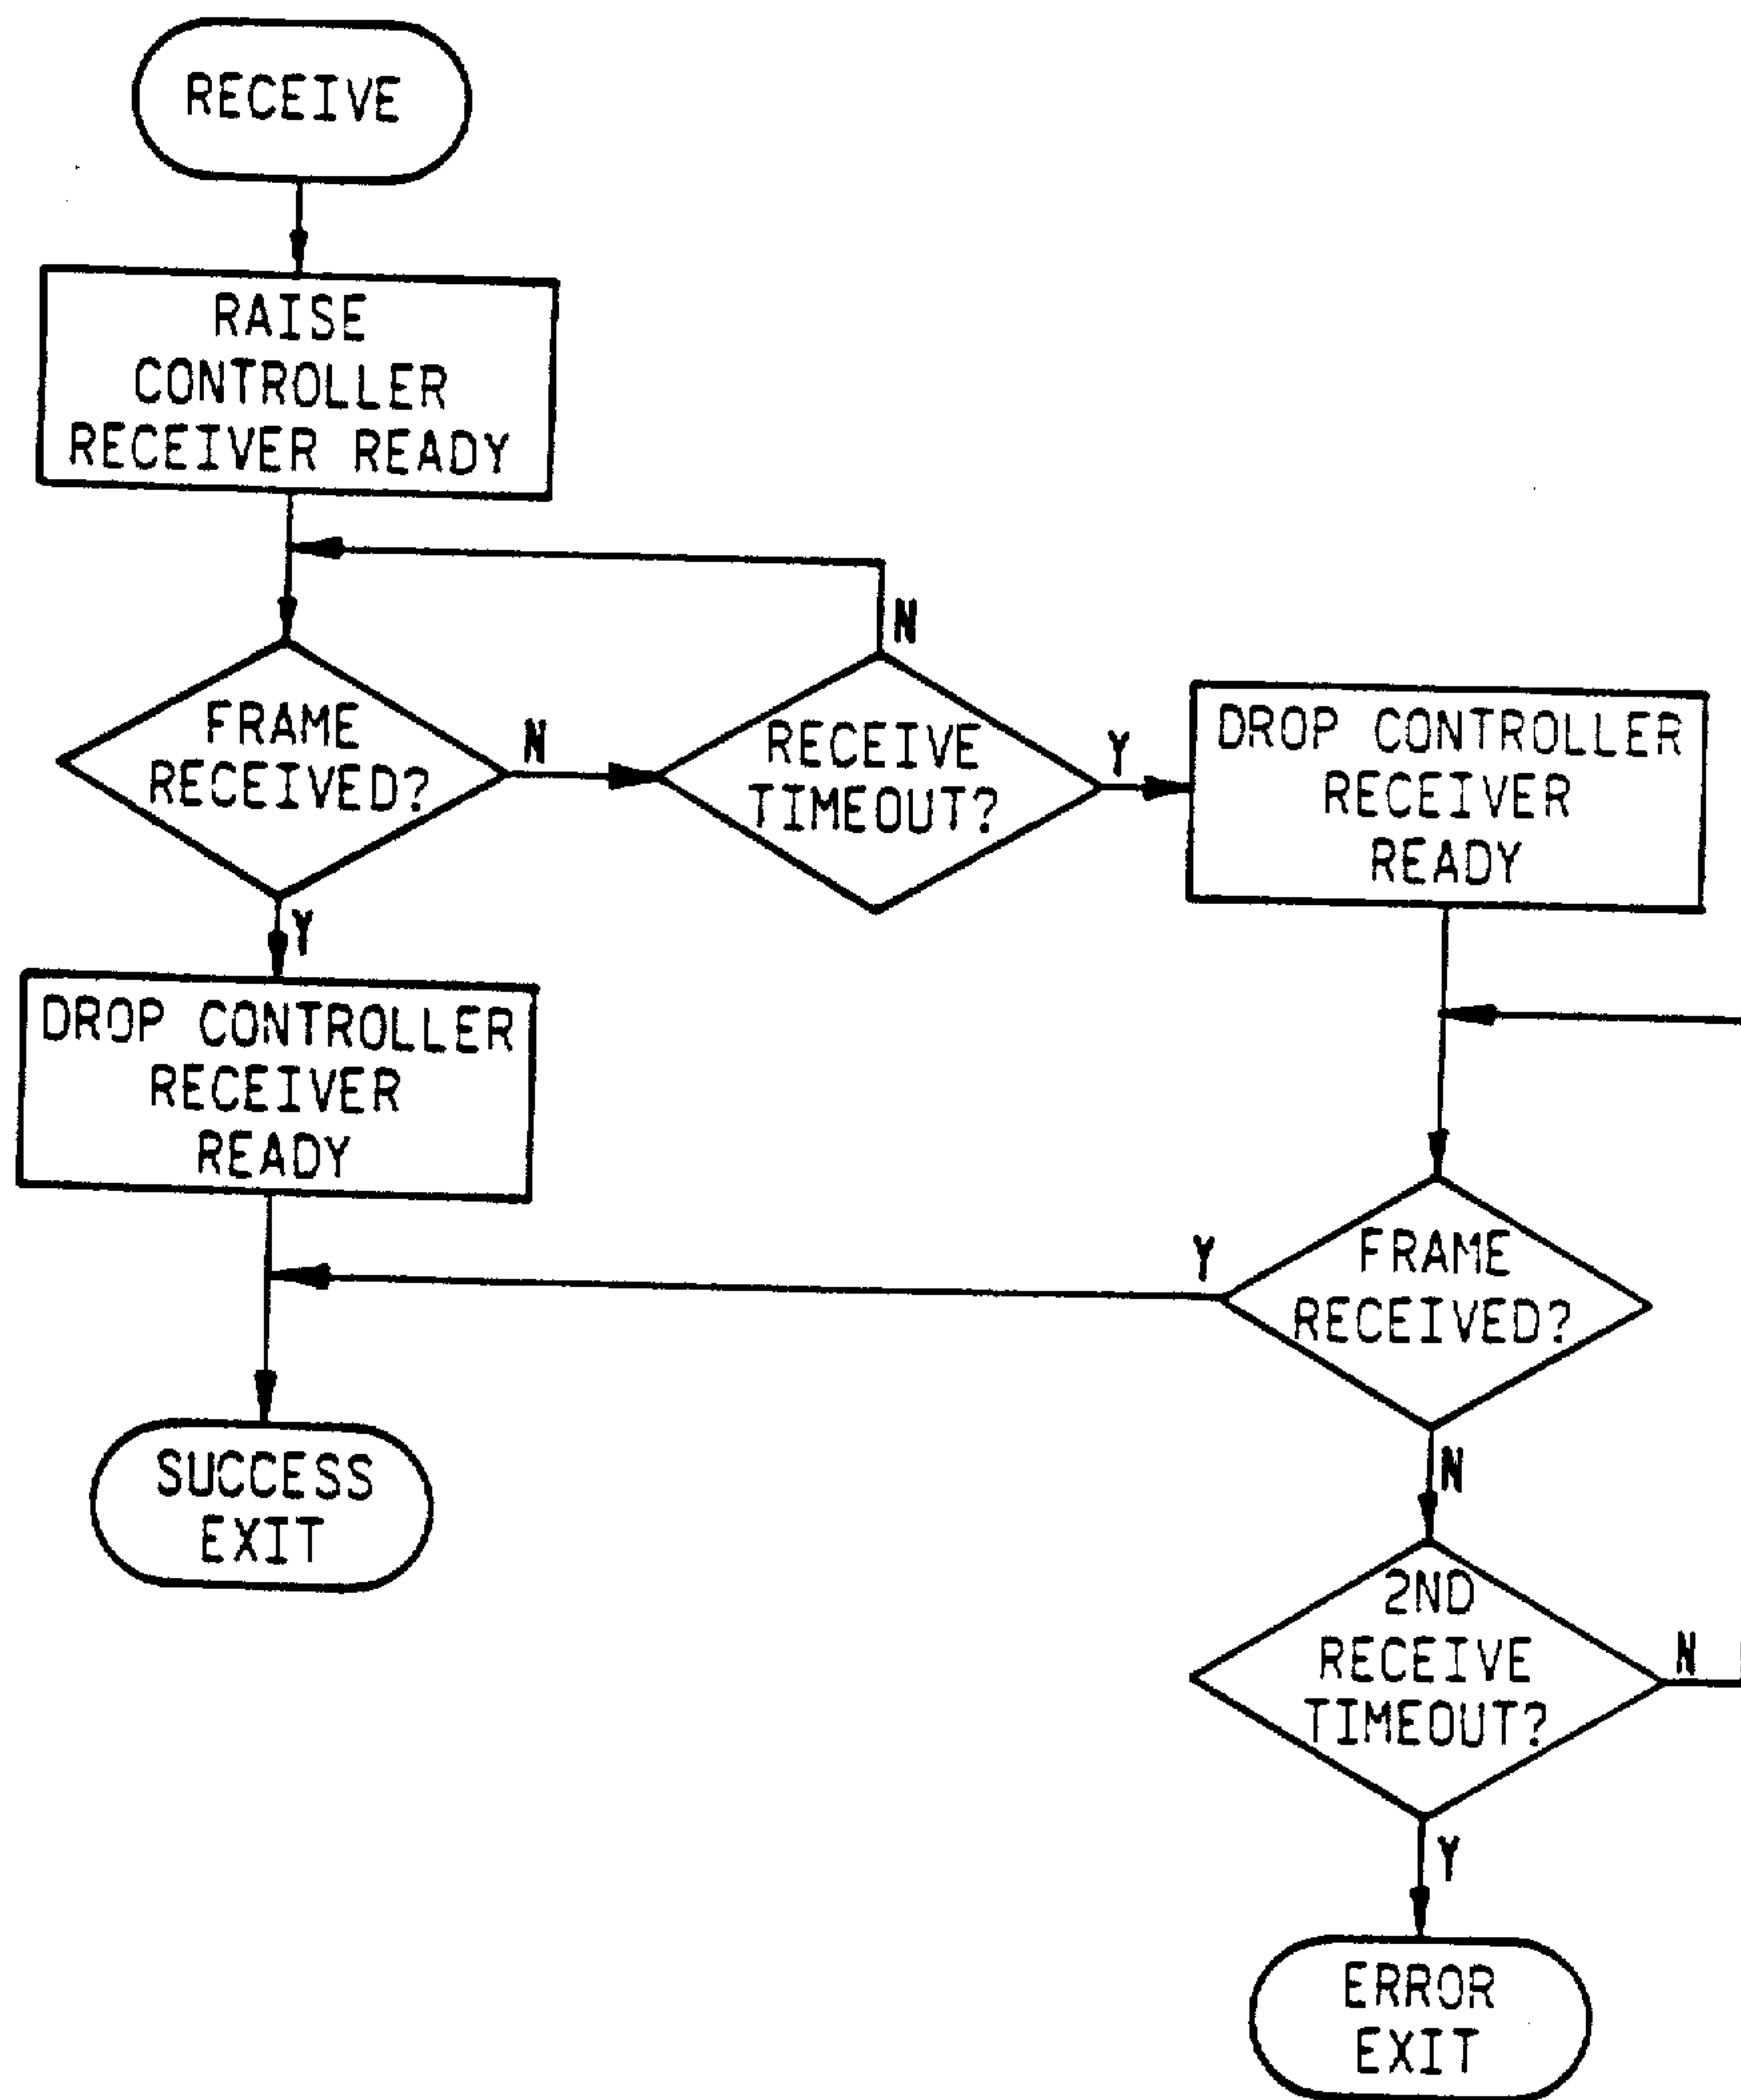 RECEIVE
RAISE
CONTROLLER
RECEIVER READY
N
FRAME
RECEIVED?
N
RECEIVE
TIMEOUT?
Y
DROP CONTROLLER
RECEIVER
READY
Y
DROP CONTROLLER
RECEIVER
READY
Y
FRAME
RECEIVED?
SUCCESS
EXIT
N
2ND
RECEIVE
TIMEOUT?
N
Y
ERROR
EXIT